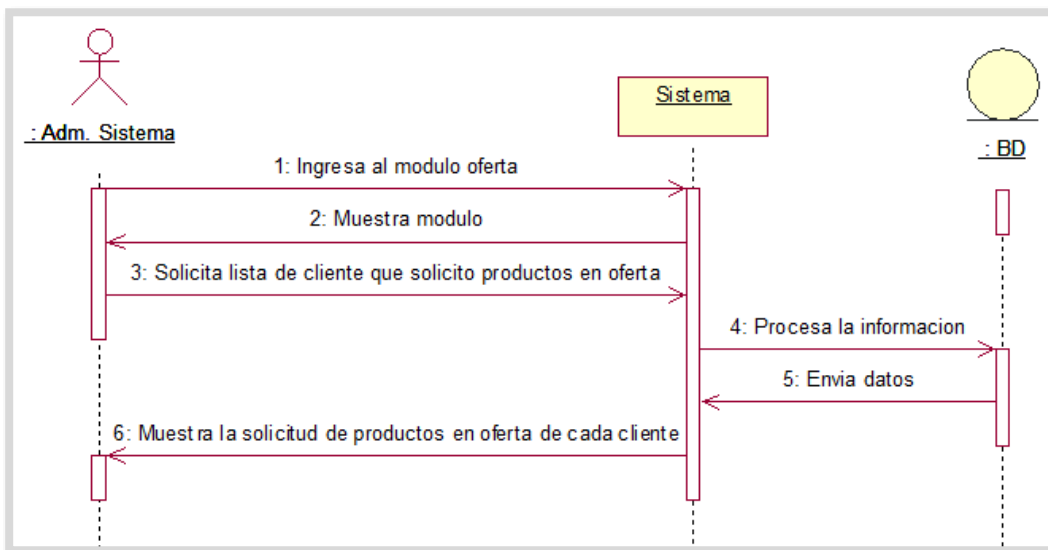 : Adm. Sistema
Sistema
: BD
1: Ingresa al modulo oferta
2: Muestra modulo
3: Solicita lista de cliente que solicito productos en oferta
4: Procesa la informacion
5: Envia datos
6: Muestra la solicitud de productos en oferta de cada cliente